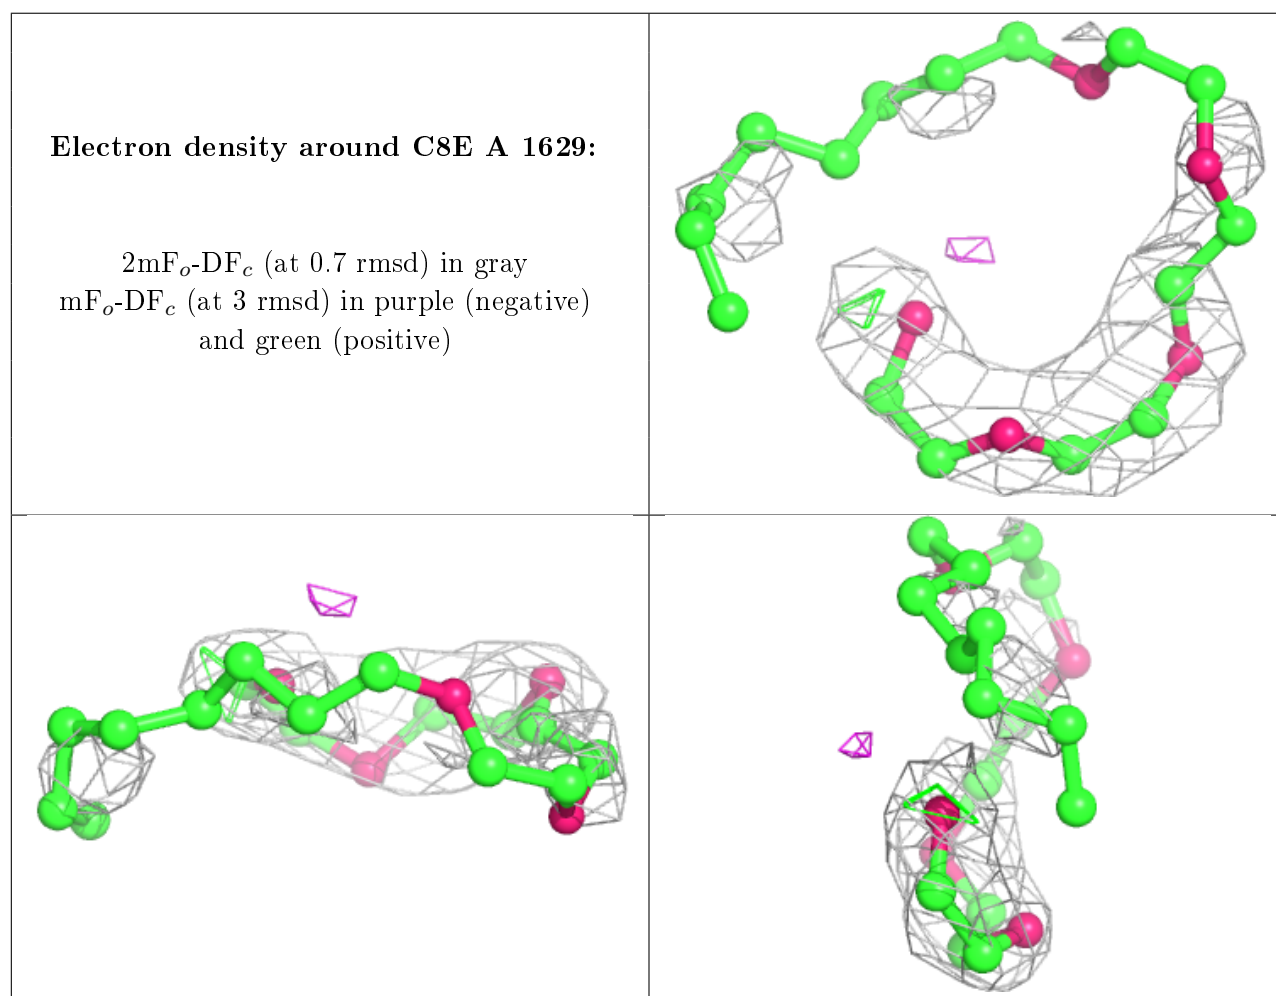 Electron density around C8E A 1629:
2mFₒ-DF𝒸 (at 0.7 rmsd) in gray
mFₒ-DF𝒸 (at 3 rmsd) in purple (negative)
and green (positive)